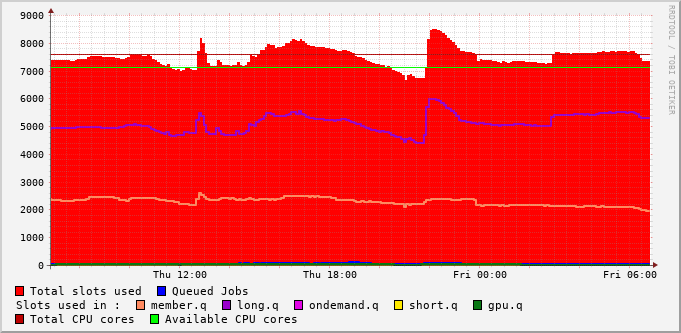 9000
8000
7000
6000
5000
4000
3000
2000
1000
0
Thu 12:00 Thu 18:00 Fri 00:00 Fri 06:00
RRDTOOL / TOBI OETIKER
Total slots used Queued Jobs
Slots used in : member.q long.q ondemand.q short.q gpu.q
Total CPU cores Available CPU cores